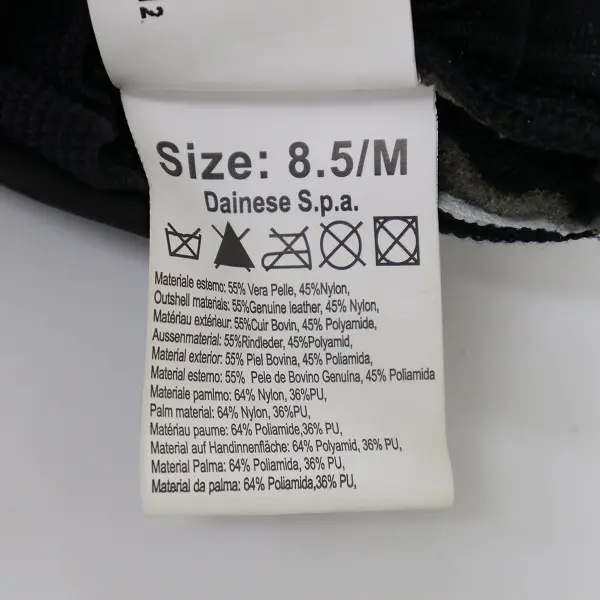 12
Size: 8.5/M
Dainese S.p.a.
Materiale esterno: 55% Vera Pelle, 45%Nylon,
Outshell materials: 55%Genuine leather, 45% Nylon,
Matériau extérieur: 55%Cuir Bovin, 45% Polyamide,
Aussenmaterial: 55%Rindleder, 45%Polyamid,
Material exterior: 55% Piel Bovina, 45% Poliamida,
Material esterno: 55% Pele de Bovino Genuína, 45% Poliamida
Materiale pamlmo: 64% Nylon, 36%PU,
Palm material: 64% Nylon, 36%PU,
Matériau paume: 64% Poliamide,36% PU,
Material auf Handinnenfläche: 64% Polyamid, 36% PU,
Material Palma: 64% Poliamida, 36% PU,
Material da palma: 64% Poliamida,36% PU,